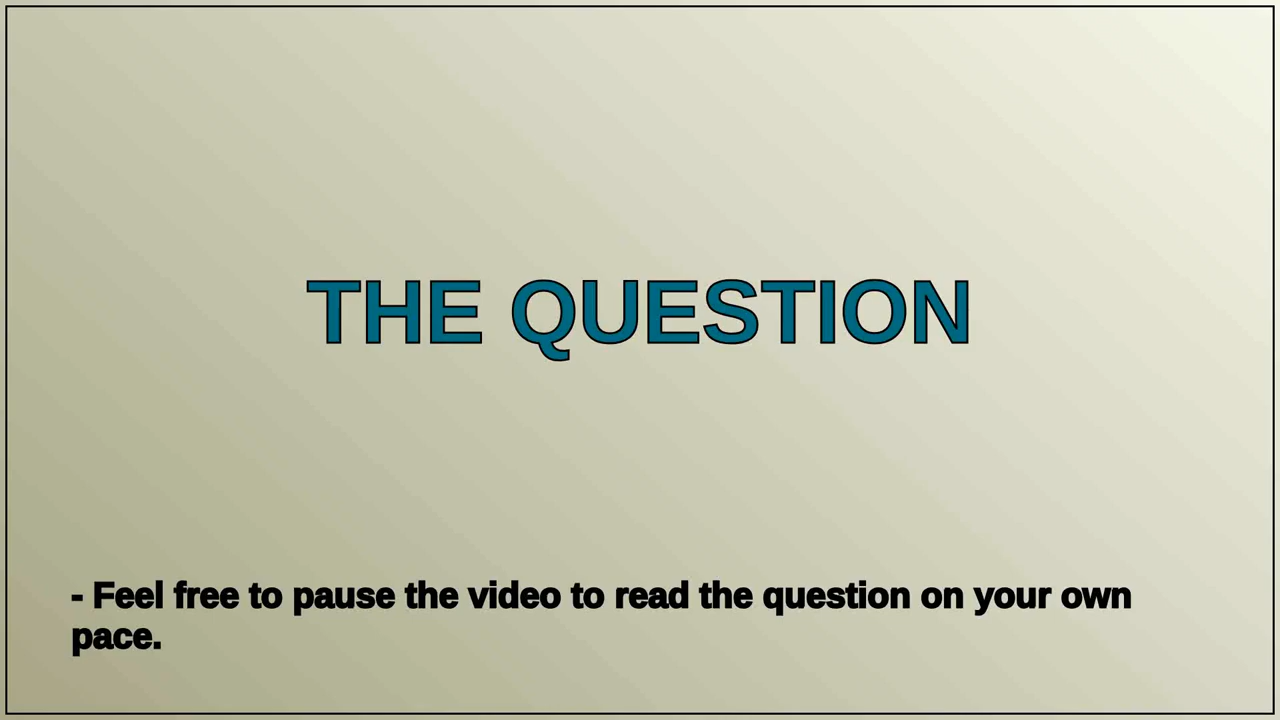 THE QUESTION
- Feel free to pause the video to read the question on your own
pace.